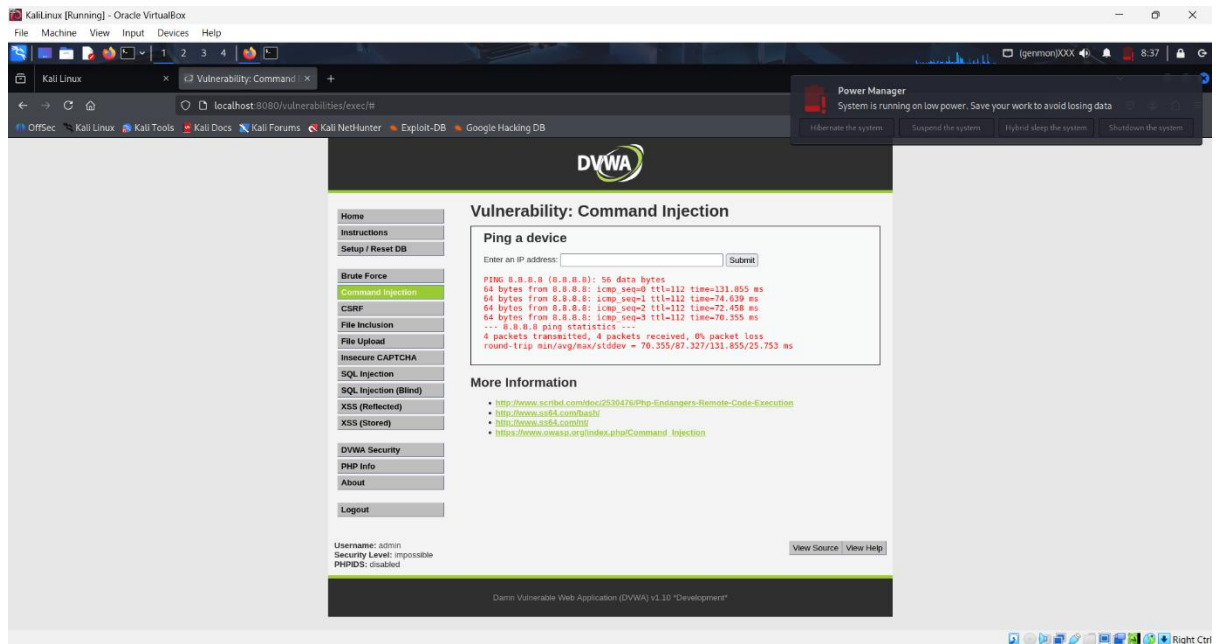 KaliLinux [Running] - Oracle VirtualBox
File Machine View Input Devices Help
1 2 3 4
(genmon)XXX 8:37
Kali Linux
Vulnerability: Command
localhost:8080/vulnerabilities/exec/#
Power Manager
System is running on low power. Save your work to avoid losing data
Hibernate the system Suspend the system Hybrid sleep the system Shutdown the system
OffSec Kali Linux Kali Tools Kali Docs Kali Forums Kali NetHunter Exploit-DB Google Hacking DB
DVWA
Home
Instructions
Setup / Reset DB
Brute Force
Command Injection
CSRF
File Inclusion
File Upload
Insecure CAPTCHA
SQL Injection
SQL Injection (Blind)
XSS (Reflected)
XSS (Stored)
DVWA Security
PHP Info
About
Logout
Vulnerability: Command Injection
Ping a device
Enter an IP address: Submit
PING 8.8.8.8 (8.8.8.8): 56 data bytes
64 bytes from 8.8.8.8: icmp_seq=0 ttl=112 time=131.855 ms
64 bytes from 8.8.8.8: icmp_seq=1 ttl=112 time=74.639 ms
64 bytes from 8.8.8.8: icmp_seq=2 ttl=112 time=72.458 ms
64 bytes from 8.8.8.8: icmp_seq=3 ttl=112 time=70.355 ms
--- 8.8.8.8 ping statistics ---
4 packets transmitted, 4 packets received, 0% packet loss
round-trip min/avg/max/stddev = 70.355/87.327/131.855/25.753 ms
More Information
http://www.scribd.com/doc/2530476/Php-Endangers-Remote-Code-Execution
http://www.ss64.com/bash/
http://www.ss64.com/nt/
https://www.owasp.org/index.php/Command_Injection
Username: admin
Security Level: impossible
PHPIDS: disabled
View Source View Help
Damn Vulnerable Web Application (DVWA) v1.10 *Development*
Right Ctrl